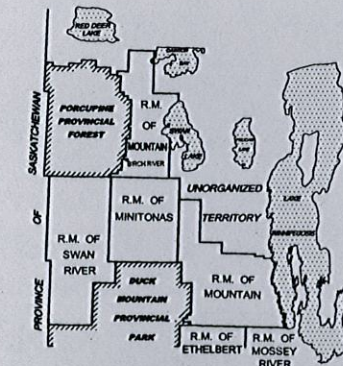 RED DEER
LAKE
PORCUPINE
PROVINCIAL
FOREST
R.M.
OF
MOUNTAIN
BIRCH RIVER
SWAN
LAKE
SASKATCHEWAN
OF
PROVINCE
R.M. OF
SWAN
RIVER
R.M. OF
MINITONAS
UNORGANIZED
TERRITORY
LAKE
WINNIPEGOSIS
R.M. OF
MOUNTAIN
DUCK
MOUNTAIN
PROVINCIAL
PARK
R.M. OF
ETHELBERT
R.M. OF
MOSSEY
RIVER